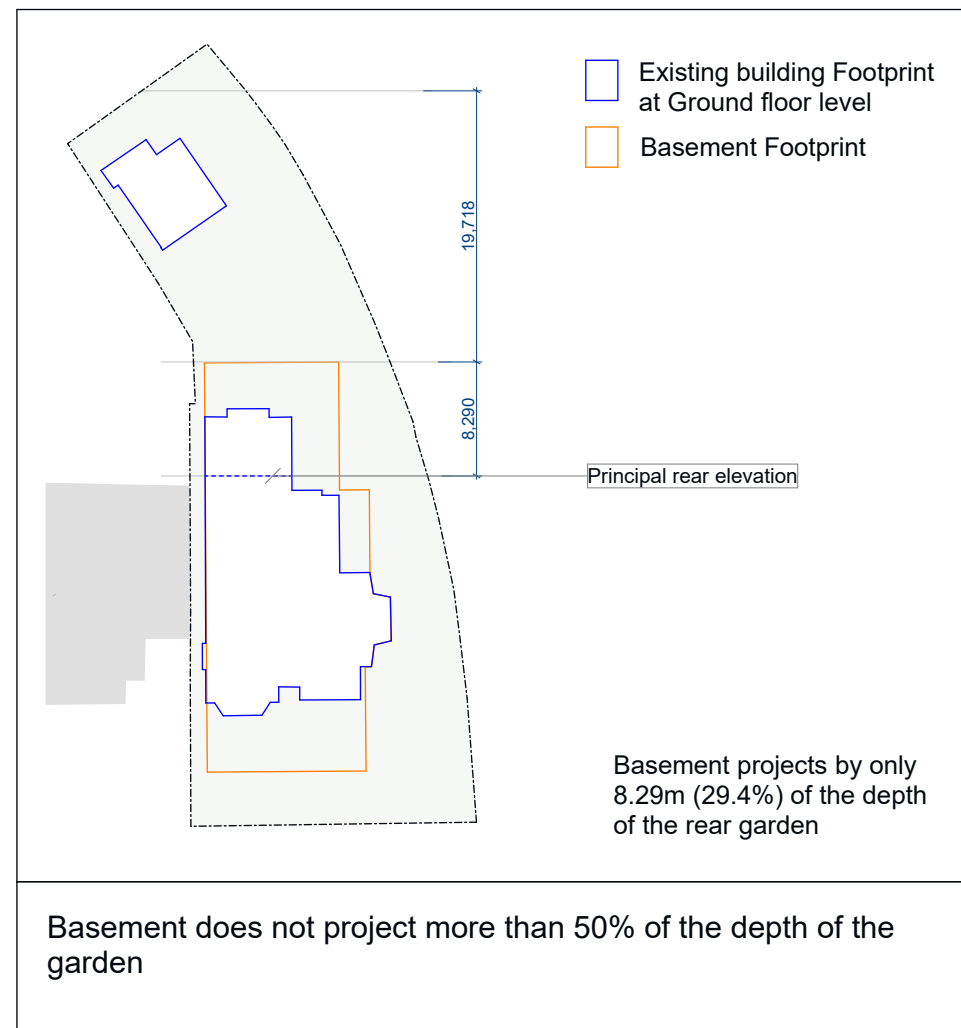 Existing building Footprint
at Ground floor level
Basement Footprint
19,718
8,290
Principal rear elevation
Basement projects by only
8.29m (29.4%) of the depth
of the rear garden
Basement does not project more than 50% of the depth of the
garden